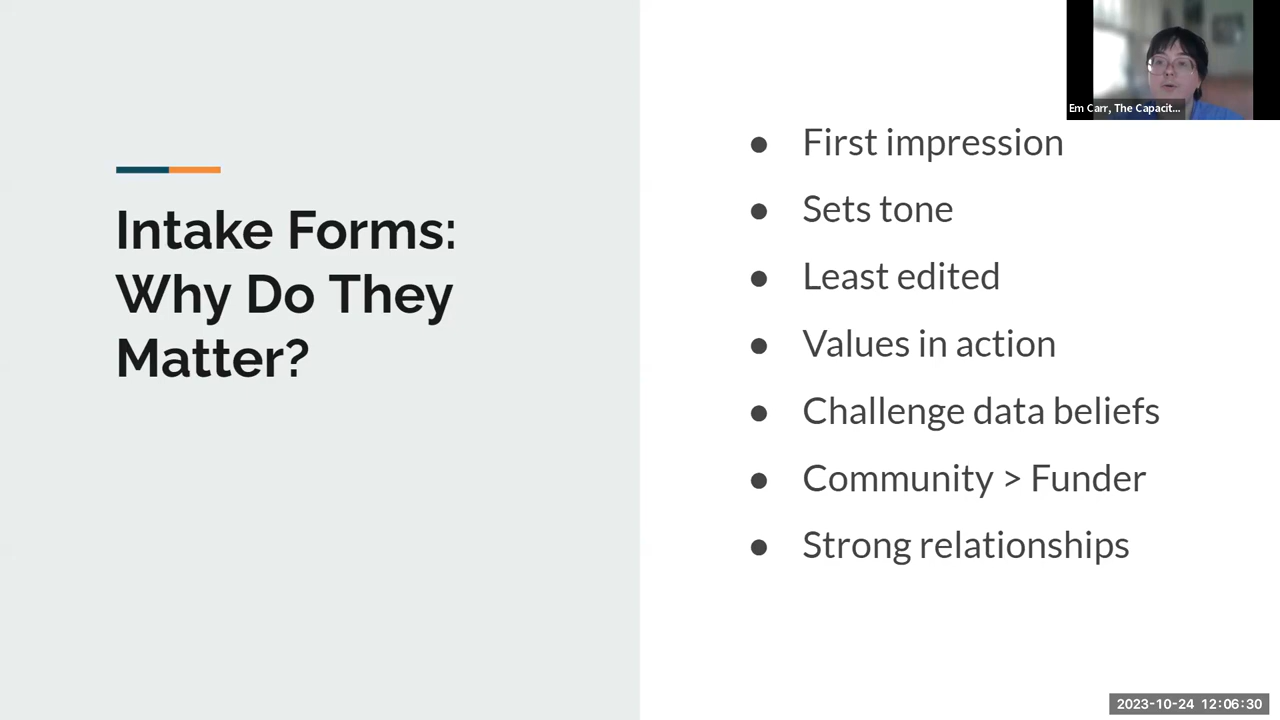 Em Carr, The Capacit...
Intake Forms:
Why Do They
Matter?
● First impression
● Sets tone
● Least edited
● Values in action
● Challenge data beliefs
● Community > Funder
● Strong relationships
2023-10-24 12:06:30